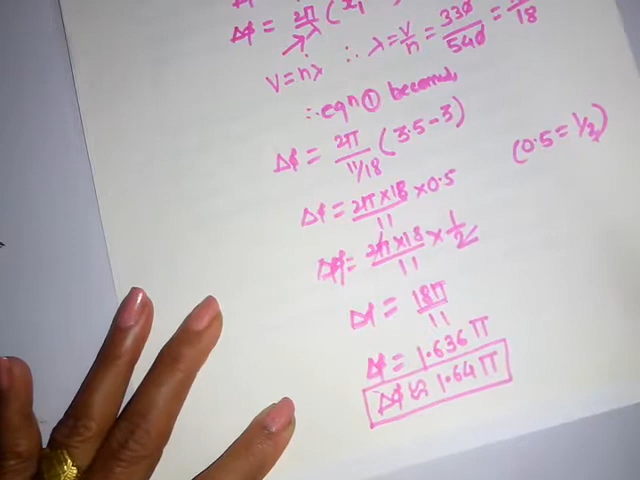 Δϕ = 2π/λ (x₁
V = nλ ∴ λ = V/n = 330/540 = 11/18
∴ eqn ① becomes,
Δϕ = 2π/11/18 (3.5 - 3)
(0.5 = 1/2)
Δϕ = 2π×18/11 × 0.5
Δϕ = 2π×18/11 × 1/2
Δϕ = 18π/11
Δϕ = 1.636 π
Δϕ ≈ 1.64 π